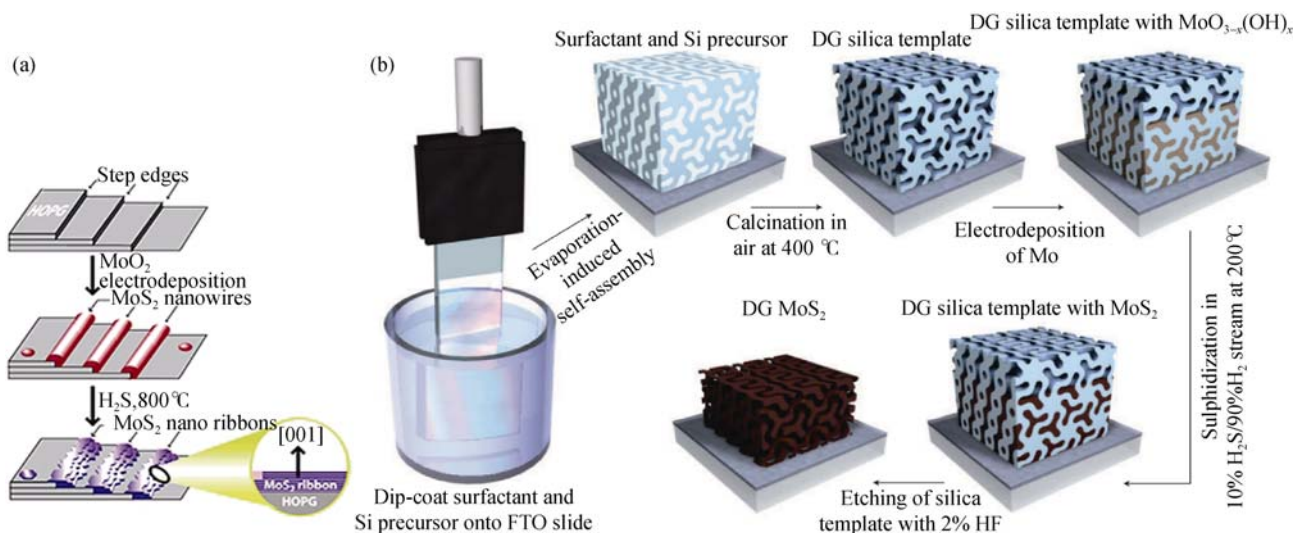 (a)
Step edges
HOPG
MoO2
electrodeposition
MoS2 nanowires
H2S,800℃
MoS2 nano ribbons
[001]
MoS2 ribbon
HOPG
(b)
Dip-coat surfactant and
Si precursor onto FTO slide
Evaporation-
induced
self-assembly
Surfactant and Si precursor
Calcination in
air at 400 ℃
DG silica template
Electrodeposition
of Mo
DG silica template with MoO3−x(OH)x
Sulphidization in
10% H2S/90%H2 stream at 200℃
DG silica template with MoS2
Etching of silica
template with 2% HF
DG MoS2